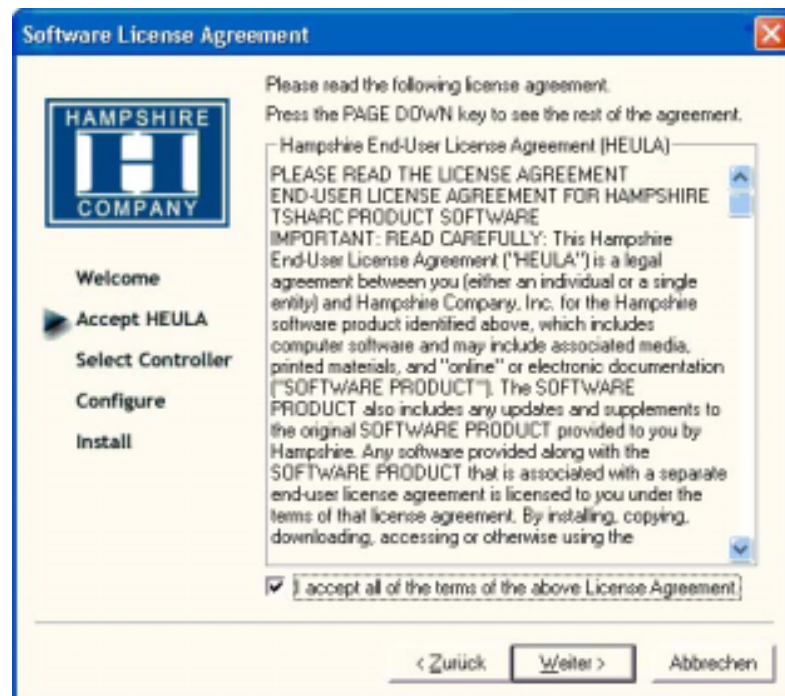 Software License Agreement
HAMPSHIRE
H
COMPANY
Welcome
Accept HEULA
Select Controller
Configure
Install
Please read the following license agreement.
Press the PAGE DOWN key to see the rest of the agreement.
Hampshire End-User License Agreement (HEULA)
PLEASE READ THE LICENSE AGREEMENT
END-USER LICENSE AGREEMENT FOR HAMPSHIRE
TSHARC PRODUCT SOFTWARE
IMPORTANT: READ CAREFULLY: This Hampshire
End-User License Agreement ("HEULA") is a legal
agreement between you (either an individual or a single
entity) and Hampshire Company, Inc. for the Hampshire
software product identified above, which includes
computer software and may include associated media,
printed materials, and "online" or electronic documentation
("SOFTWARE PRODUCT"). The SOFTWARE
PRODUCT also includes any updates and supplements to
the original SOFTWARE PRODUCT provided to you by
Hampshire. Any software provided along with the
SOFTWARE PRODUCT that is associated with a separate
end-user license agreement is licensed to you under the
terms of that license agreement. By installing, copying,
downloading, accessing or otherwise using the
I accept all of the terms of the above License Agreement.
< Zurück
Weiter >
Abbrechen